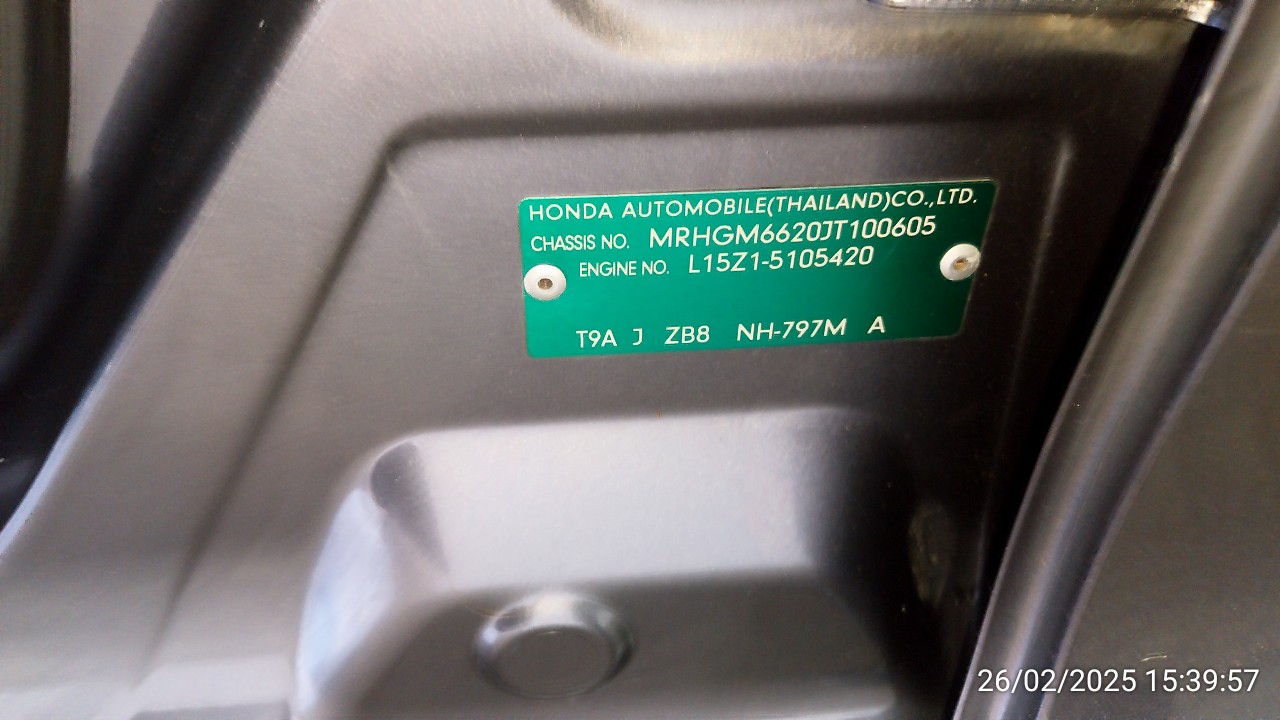 HONDA AUTOMOBILE(THAILAND)CO.,LTD.
CHASSIS NO. MRHGM6620JT100605
ENGINE NO. L15Z1-5105420
T9A J ZB8 NH-797M A
26/02/2025 15:39:57